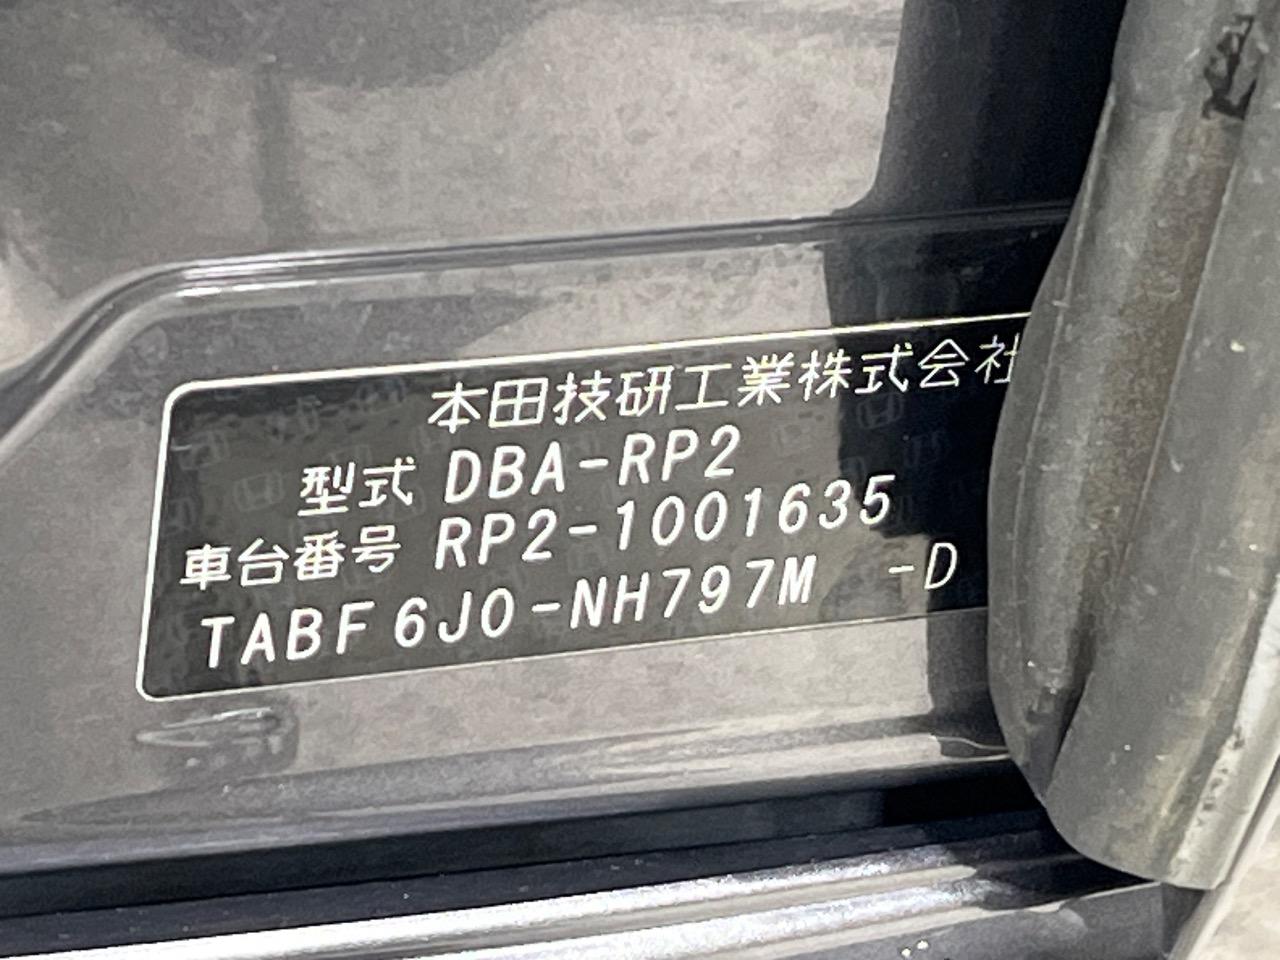 本田技研工業株式会社
型式 DBA-RP2
車台番号 RP2-1001635
TABF6J0-NH797M -D